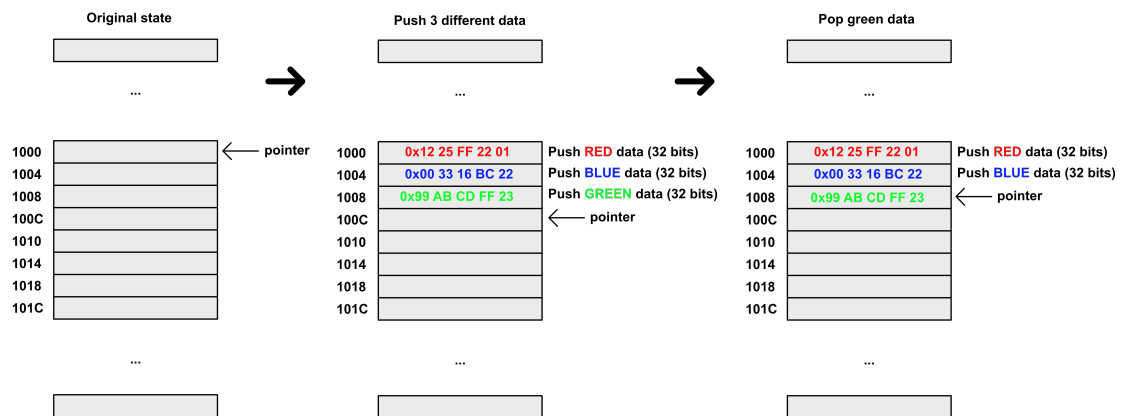 Original state
Push 3 different data
Pop green data
...
...
...
1000
pointer
1000
0x12 25 FF 22 01
Push RED data (32 bits)
1000
0x12 25 FF 22 01
Push RED data (32 bits)
1004
1004
0x00 33 16 BC 22
Push BLUE data (32 bits)
1004
0x00 33 16 BC 22
Push BLUE data (32 bits)
1008
1008
0x99 AB CD FF 23
Push GREEN data (32 bits)
1008
0x99 AB CD FF 23
pointer
100C
100C
pointer
100C
1010
1010
1010
1014
1014
1014
1018
1018
1018
101C
101C
101C
...
...
...